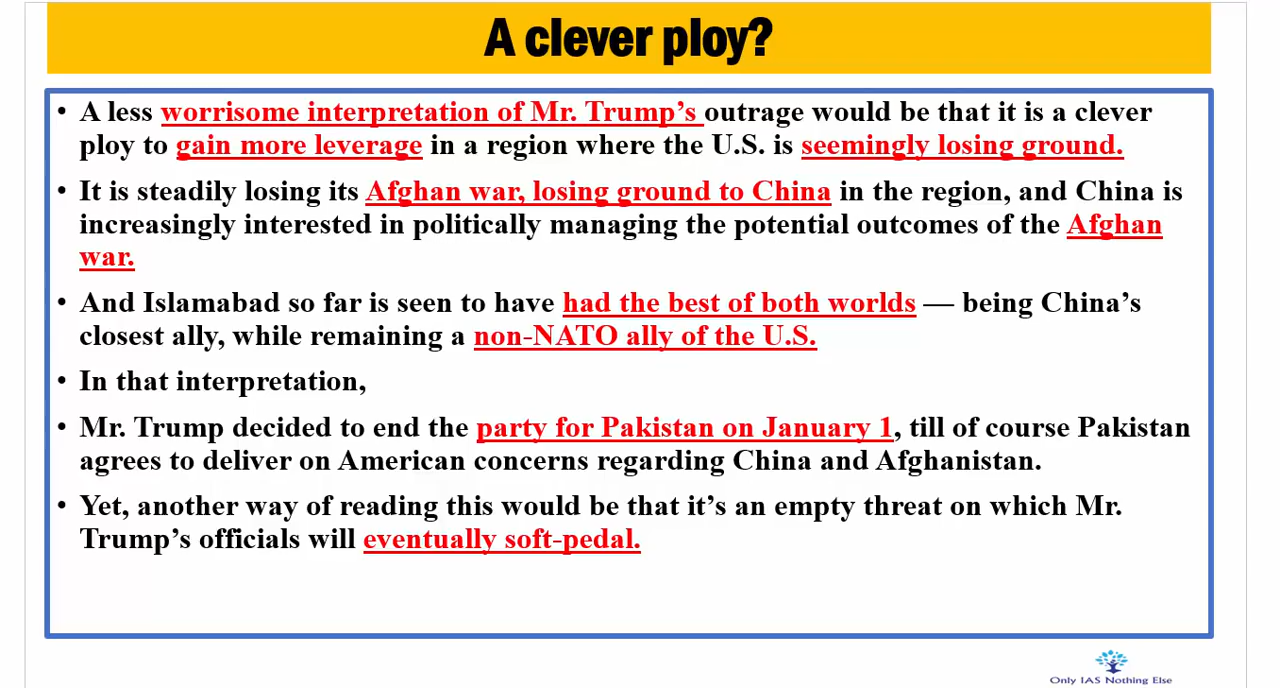 A clever ploy?
• A less worrisome interpretation of Mr. Trump’s outrage would be that it is a clever
ploy to gain more leverage in a region where the U.S. is seemingly losing ground.
• It is steadily losing its Afghan war, losing ground to China in the region, and China is
increasingly interested in politically managing the potential outcomes of the Afghan
war.
• And Islamabad so far is seen to have had the best of both worlds — being China’s
closest ally, while remaining a non-NATO ally of the U.S.
• In that interpretation,
• Mr. Trump decided to end the party for Pakistan on January 1, till of course Pakistan
agrees to deliver on American concerns regarding China and Afghanistan.
• Yet, another way of reading this would be that it’s an empty threat on which Mr.
Trump’s officials will eventually soft-pedal.
Only IAS Nothing Else